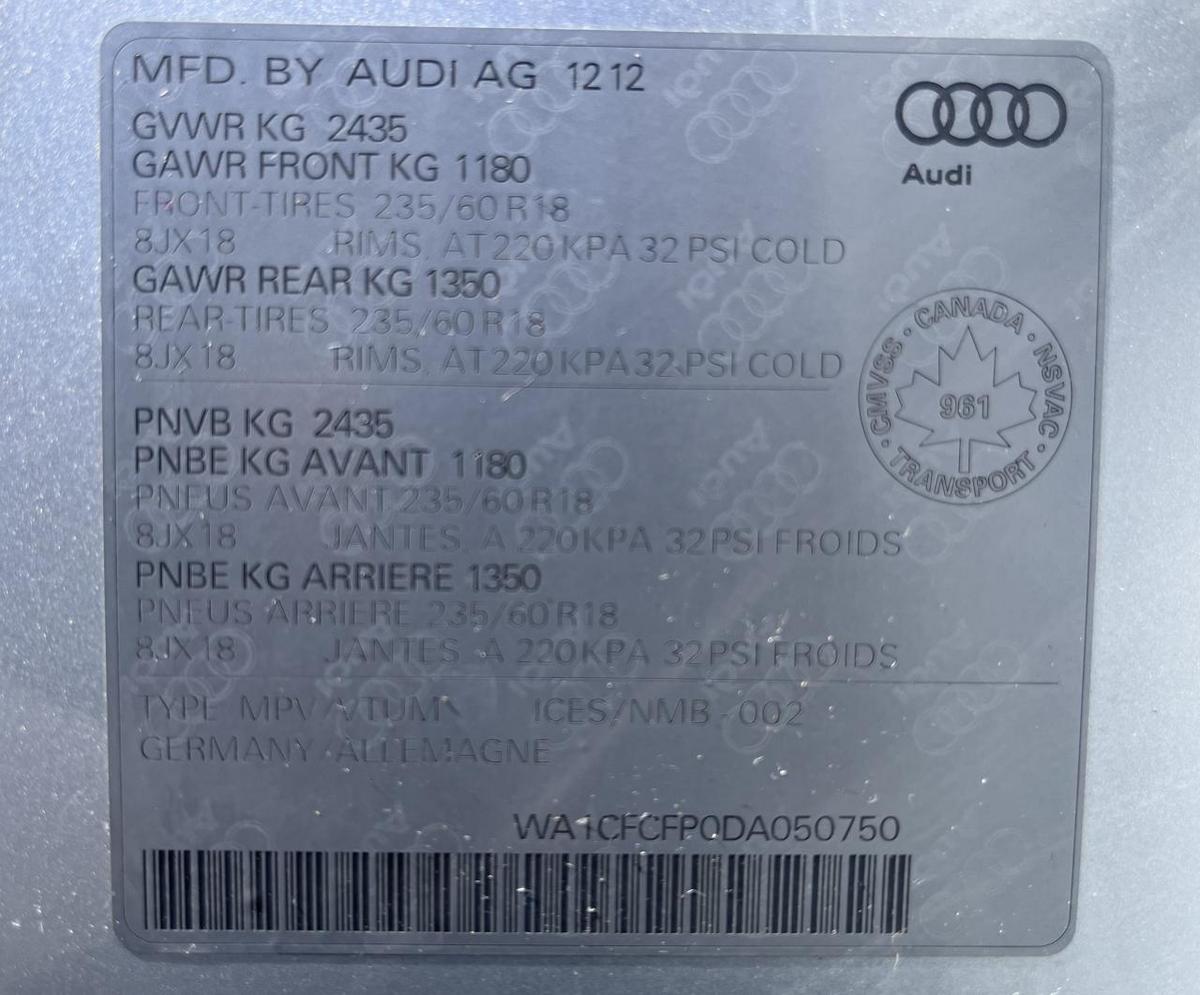 MFD. BY AUDI AG 12 12
GVWR KG 2435
GAWR FRONT KG 1180
FRONT-TIRES 235/60 R18
8JX18 RIMS, AT 220 KPA 32 PSI COLD
GAWR REAR KG 1350
REAR-TIRES 235/60 R18
8JX18 RIMS, AT 220 KPA 32 PSI COLD
Audi
CMVSS · CANADA · NSVAC · TRANSPORT ·
961
PNVB KG 2435
PNBE KG AVANT 1180
PNEUS AVANT 235/60 R18
8JX18 JANTES, A 220 KPA 32 PSI FROIDS
PNBE KG ARRIERE 1350
PNEUS ARRIERE 235/60 R18
8JX18 JANTES, A 220 KPA 32 PSI FROIDS
TYPE MPV/VTUM ICES/NMB-002
GERMANY/ALLEMAGNE
WA1CFCFP0DA050750